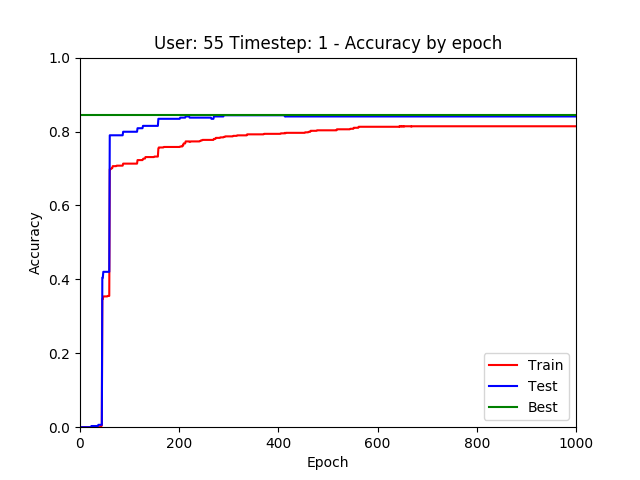 User: 55 Timestep: 1 - Accuracy by epoch
1.0
0.8
0.6
0.4
0.2
0.0
Accuracy
0 200 400 600 800 1000
Epoch
Train
Test
Best